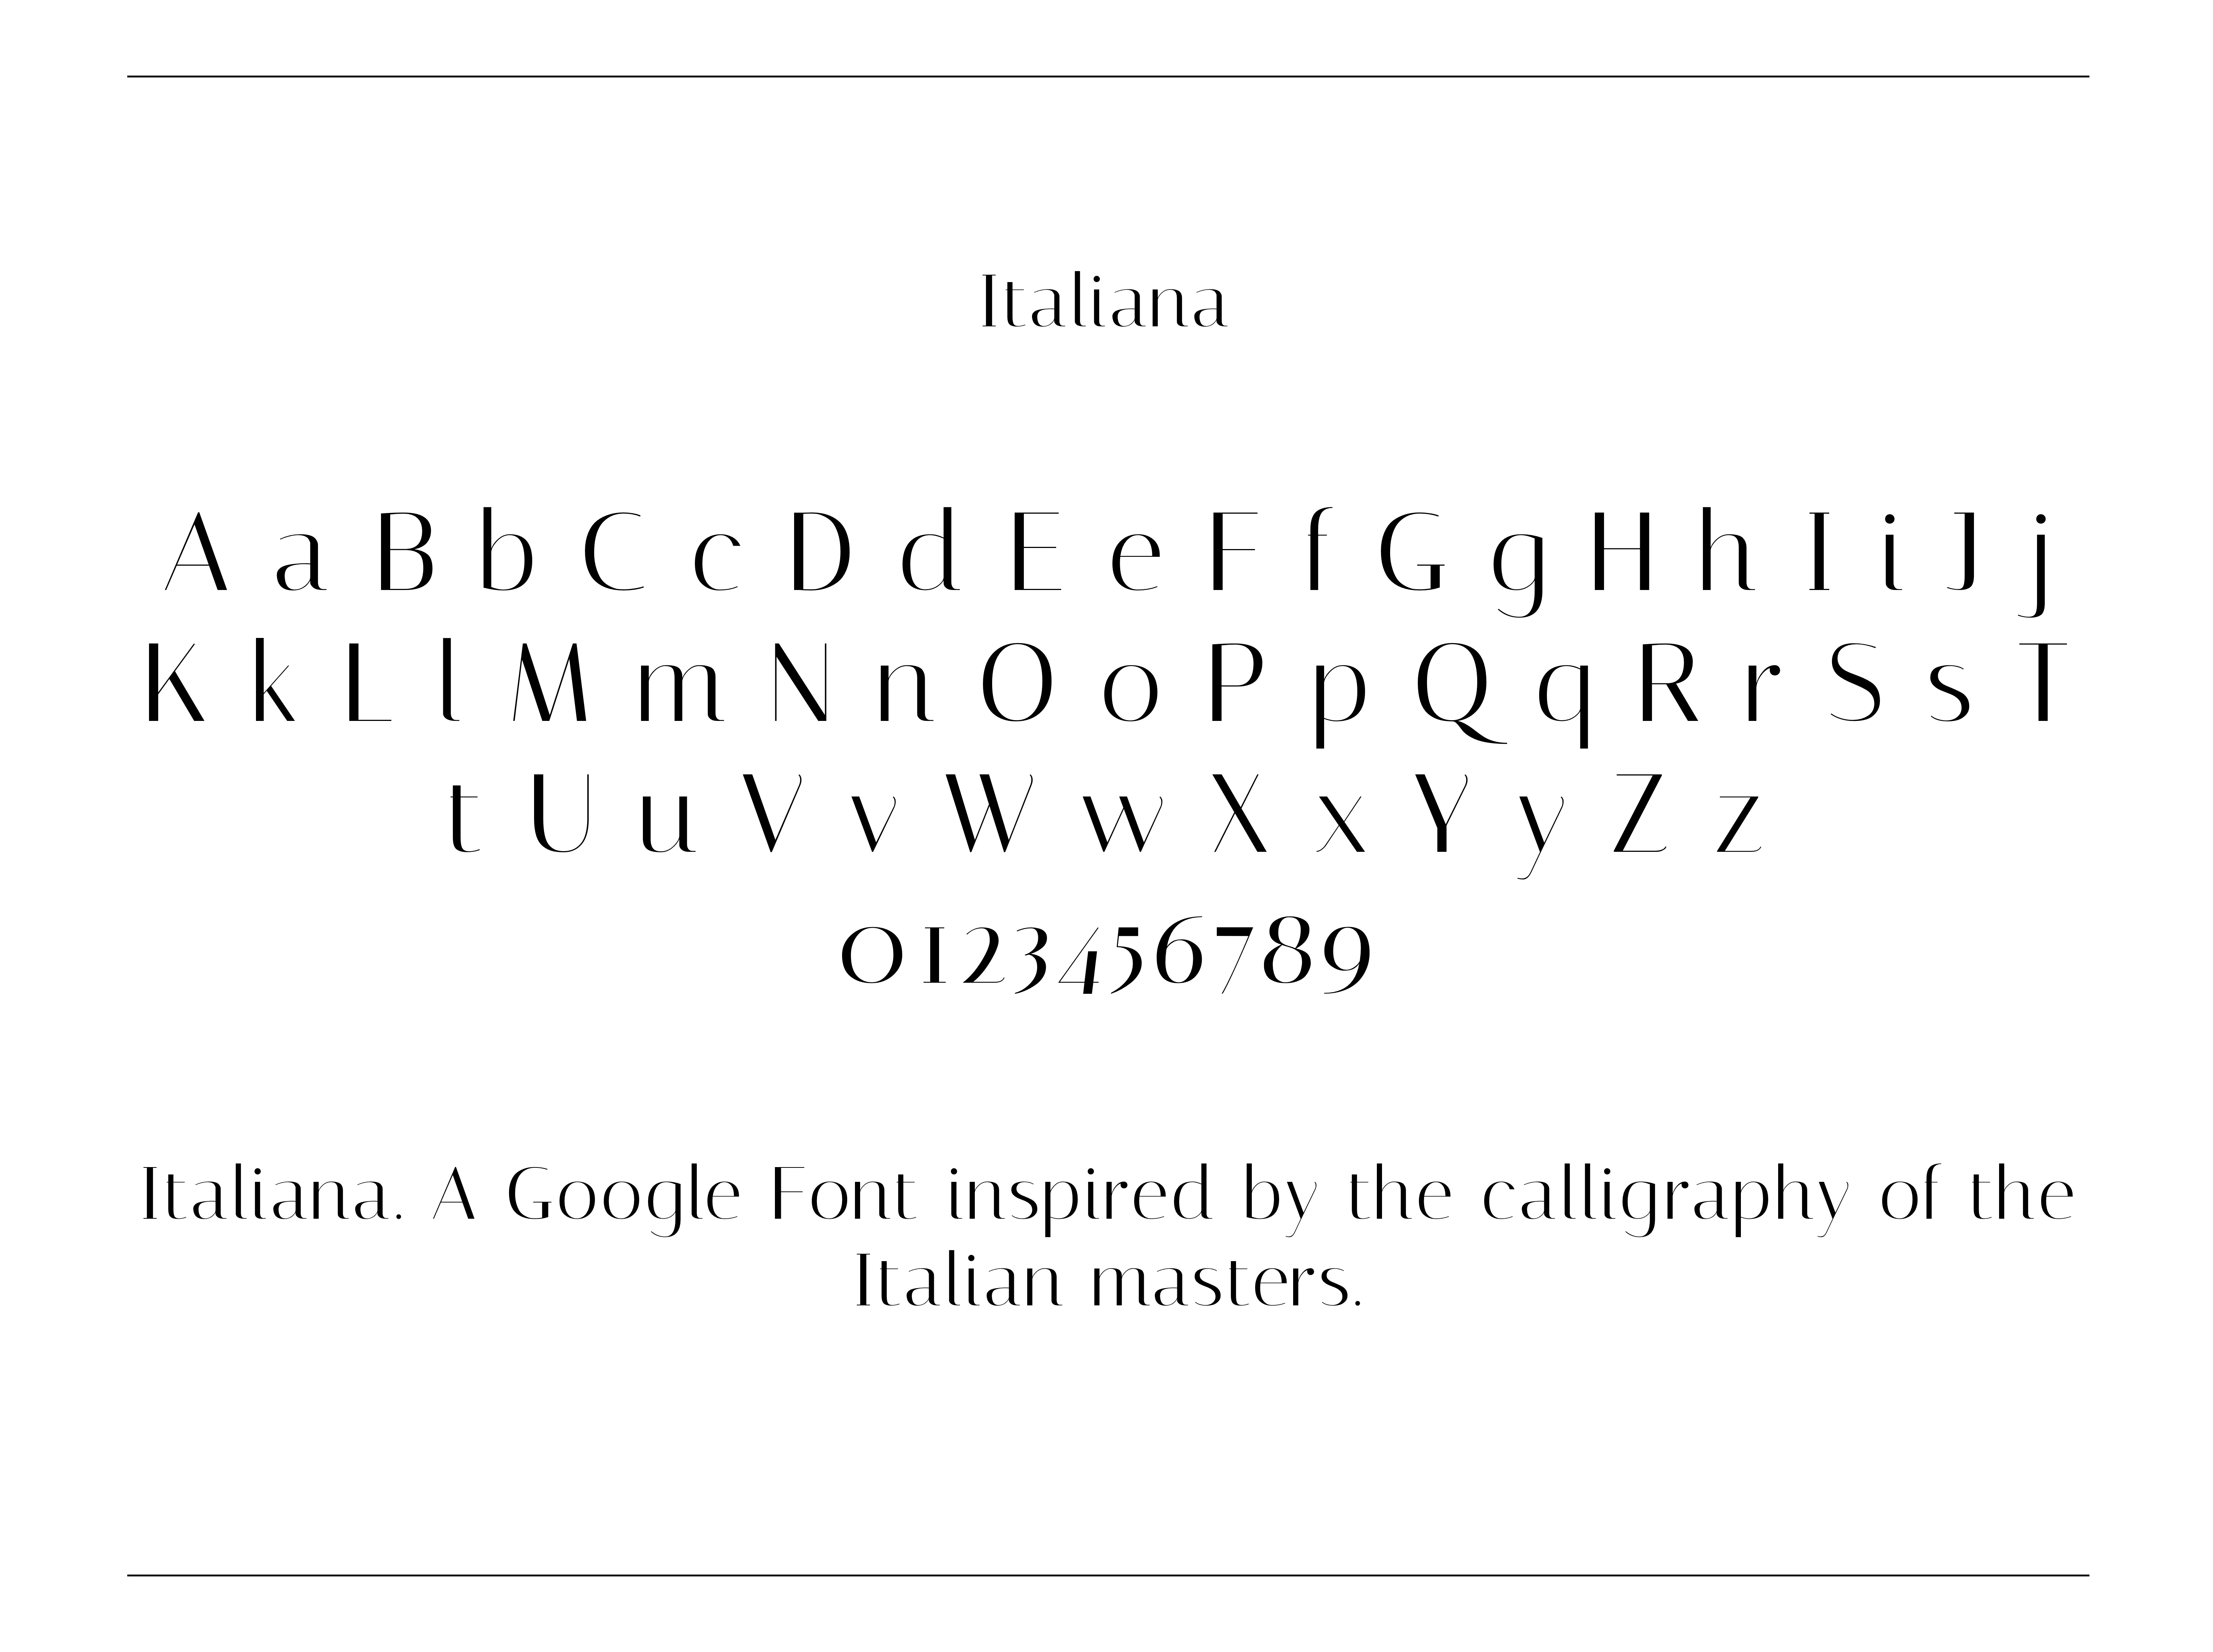 Italiana
A a B b C c D d E e F f G g H h I i J j
K k L l M m N n O o P p Q q R r S s T
t U u V v W w X x Y y Z z
0123456789
Italiana. A Google Font inspired by the calligraphy of the
Italian masters.